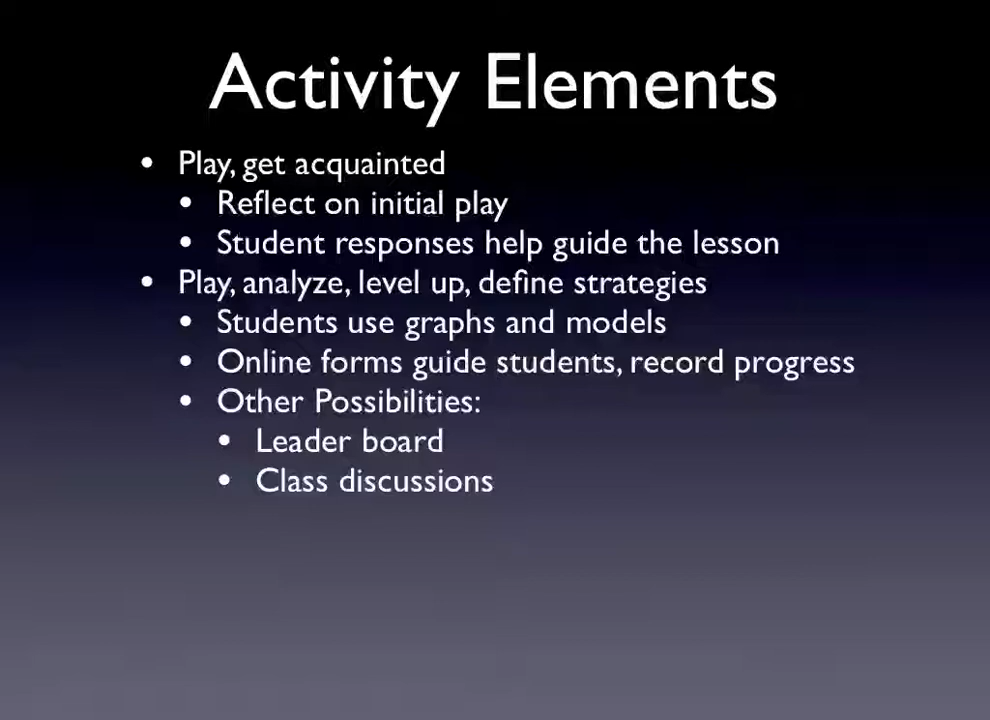 Activity Elements
• Play, get acquainted
• Reflect on initial play
• Student responses help guide the lesson
• Play, analyze, level up, define strategies
• Students use graphs and models
• Online forms guide students, record progress
• Other Possibilities:
• Leader board
• Class discussions